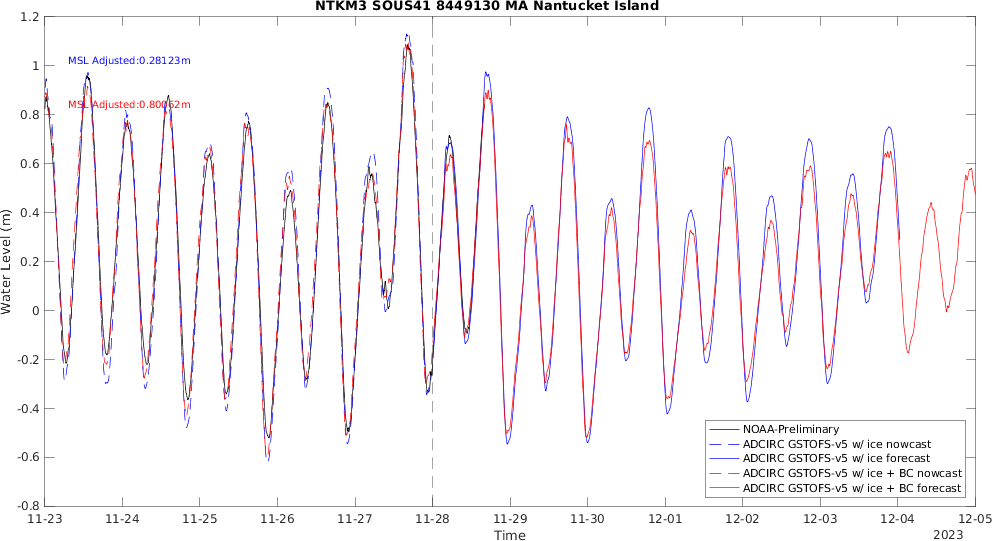 NTKM3 SOUS41 8449130 MA Nantucket Island
1.2
1
0.8
0.6
0.4
0.2
0
-0.2
-0.4
-0.6
-0.8
Water Level (m)
MSL Adjusted:0.28123m
MSL Adjusted:0.80062m
NOAA-Preliminary
ADCIRC GSTOFS-v5 w/ ice nowcast
ADCIRC GSTOFS-v5 w/ ice forecast
ADCIRC GSTOFS-v5 w/ ice + BC nowcast
ADCIRC GSTOFS-v5 w/ ice + BC forecast
11-23 11-24 11-25 11-26 11-27 11-28 11-29 11-30 12-01 12-02 12-03 12-04 12-05
Time
2023